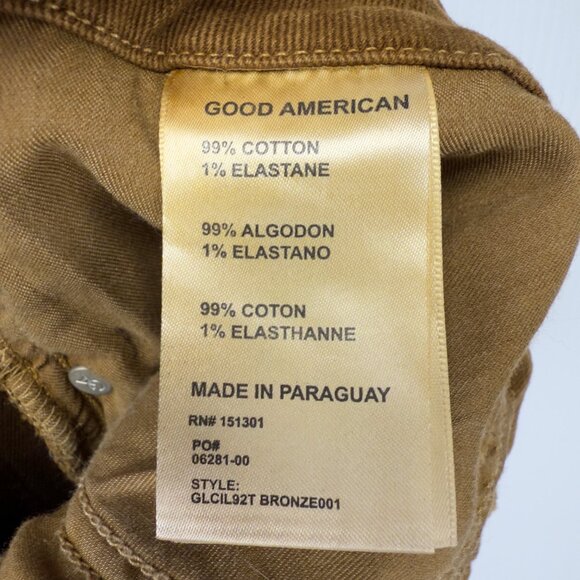 GOOD AMERICAN
99% COTTON
1% ELASTANE
99% ALGODON
1% ELASTANO
99% COTON
1% ELASTHANNE
MADE IN PARAGUAY
RN# 151301
PO#
06281-00
STYLE:
GLCIL92T BRONZE001